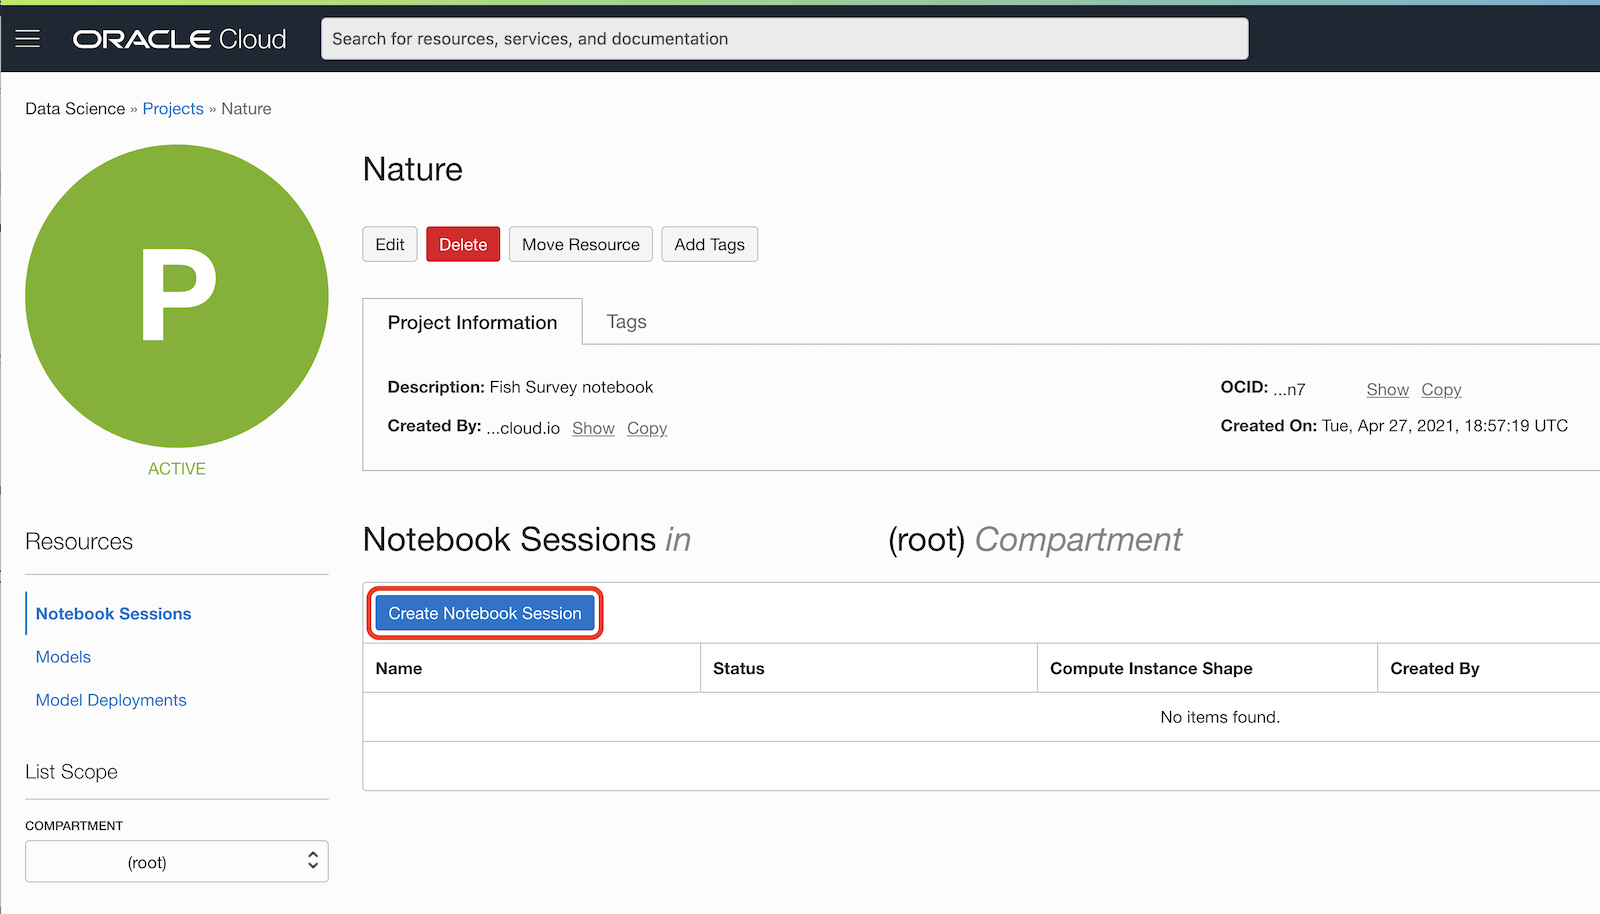 ORACLE Cloud
Search for resources, services, and documentation
Data Science » Projects » Nature
P
ACTIVE
Nature
Edit Delete Move Resource Add Tags
Project Information Tags
Description: Fish Survey notebook
OCID: ...n7 Show Copy
Created By: ...cloud.io Show Copy
Created On: Tue, Apr 27, 2021, 18:57:19 UTC
Resources
Notebook Sessions
Models
Model Deployments
List Scope
COMPARTMENT
(root)
Notebook Sessions in (root) Compartment
Create Notebook Session
Name Status Compute Instance Shape Created By
No items found.